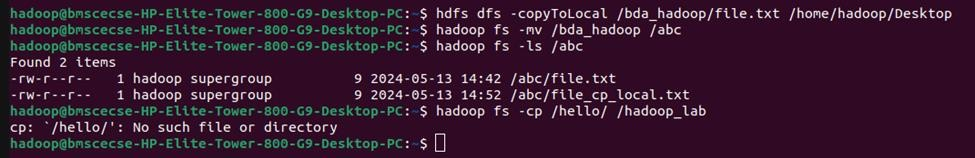 hadoop@bmscecse-HP-Elite-Tower-800-G9-Desktop-PC:~$ hdfs dfs -copyToLocal /bda_hadoop/file.txt /home/hadoop/Desktop
hadoop@bmscecse-HP-Elite-Tower-800-G9-Desktop-PC:~$ hadoop fs -mv /bda_hadoop /abc
hadoop@bmscecse-HP-Elite-Tower-800-G9-Desktop-PC:~$ hadoop fs -ls /abc
Found 2 items
-rw-r--r--   1 hadoop supergroup          9 2024-05-13 14:42 /abc/file.txt
-rw-r--r--   1 hadoop supergroup          9 2024-05-13 14:52 /abc/file_cp_local.txt
hadoop@bmscecse-HP-Elite-Tower-800-G9-Desktop-PC:~$ hadoop fs -cp /hello/ /hadoop_lab
cp: `/hello/': No such file or directory
hadoop@bmscecse-HP-Elite-Tower-800-G9-Desktop-PC:~$